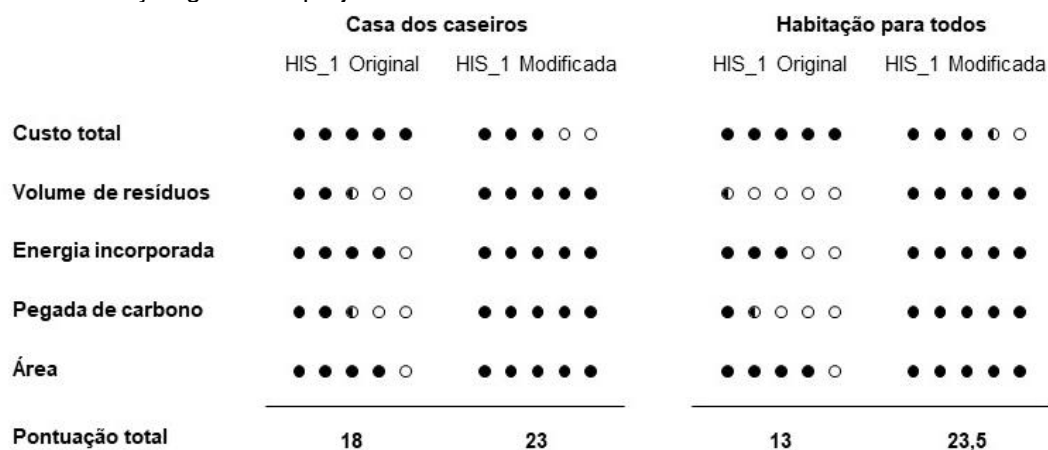 Casa dos caseiros Habitação para todos
HIS_1 Original HIS_1 Modificada HIS_1 Original HIS_1 Modificada
Custo total
Volume de resíduos
Energia incorporada
Pegada de carbono
Área
Pontuação total 18 23 13 23,5